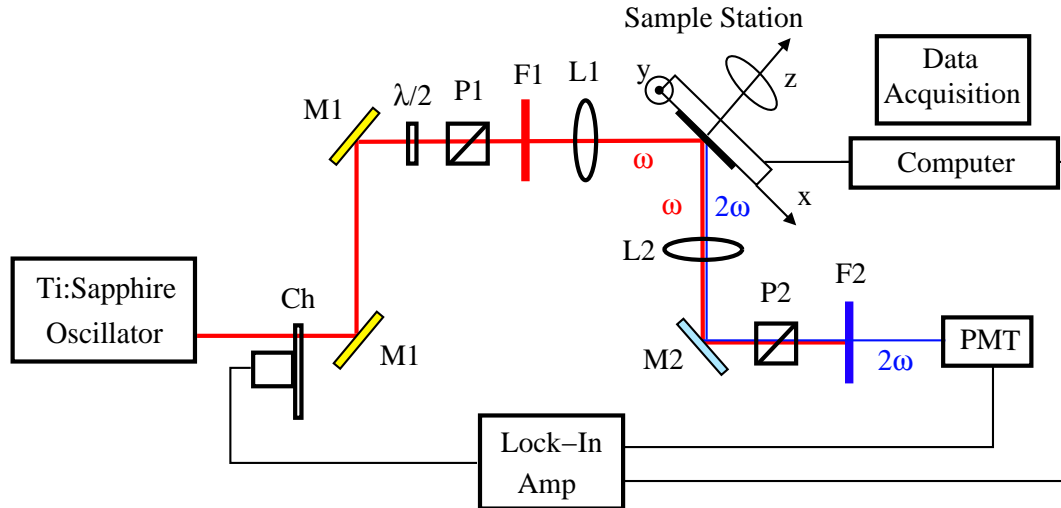 Sample Station
Data
Acquisition
Computer
y
z
x
F1
L1
P1
λ/2
M1
ω
ω
2ω
L2
Ti:Sapphire
Oscillator
Ch
M1
M2
P2
F2
2ω
PMT
Lock−In
Amp